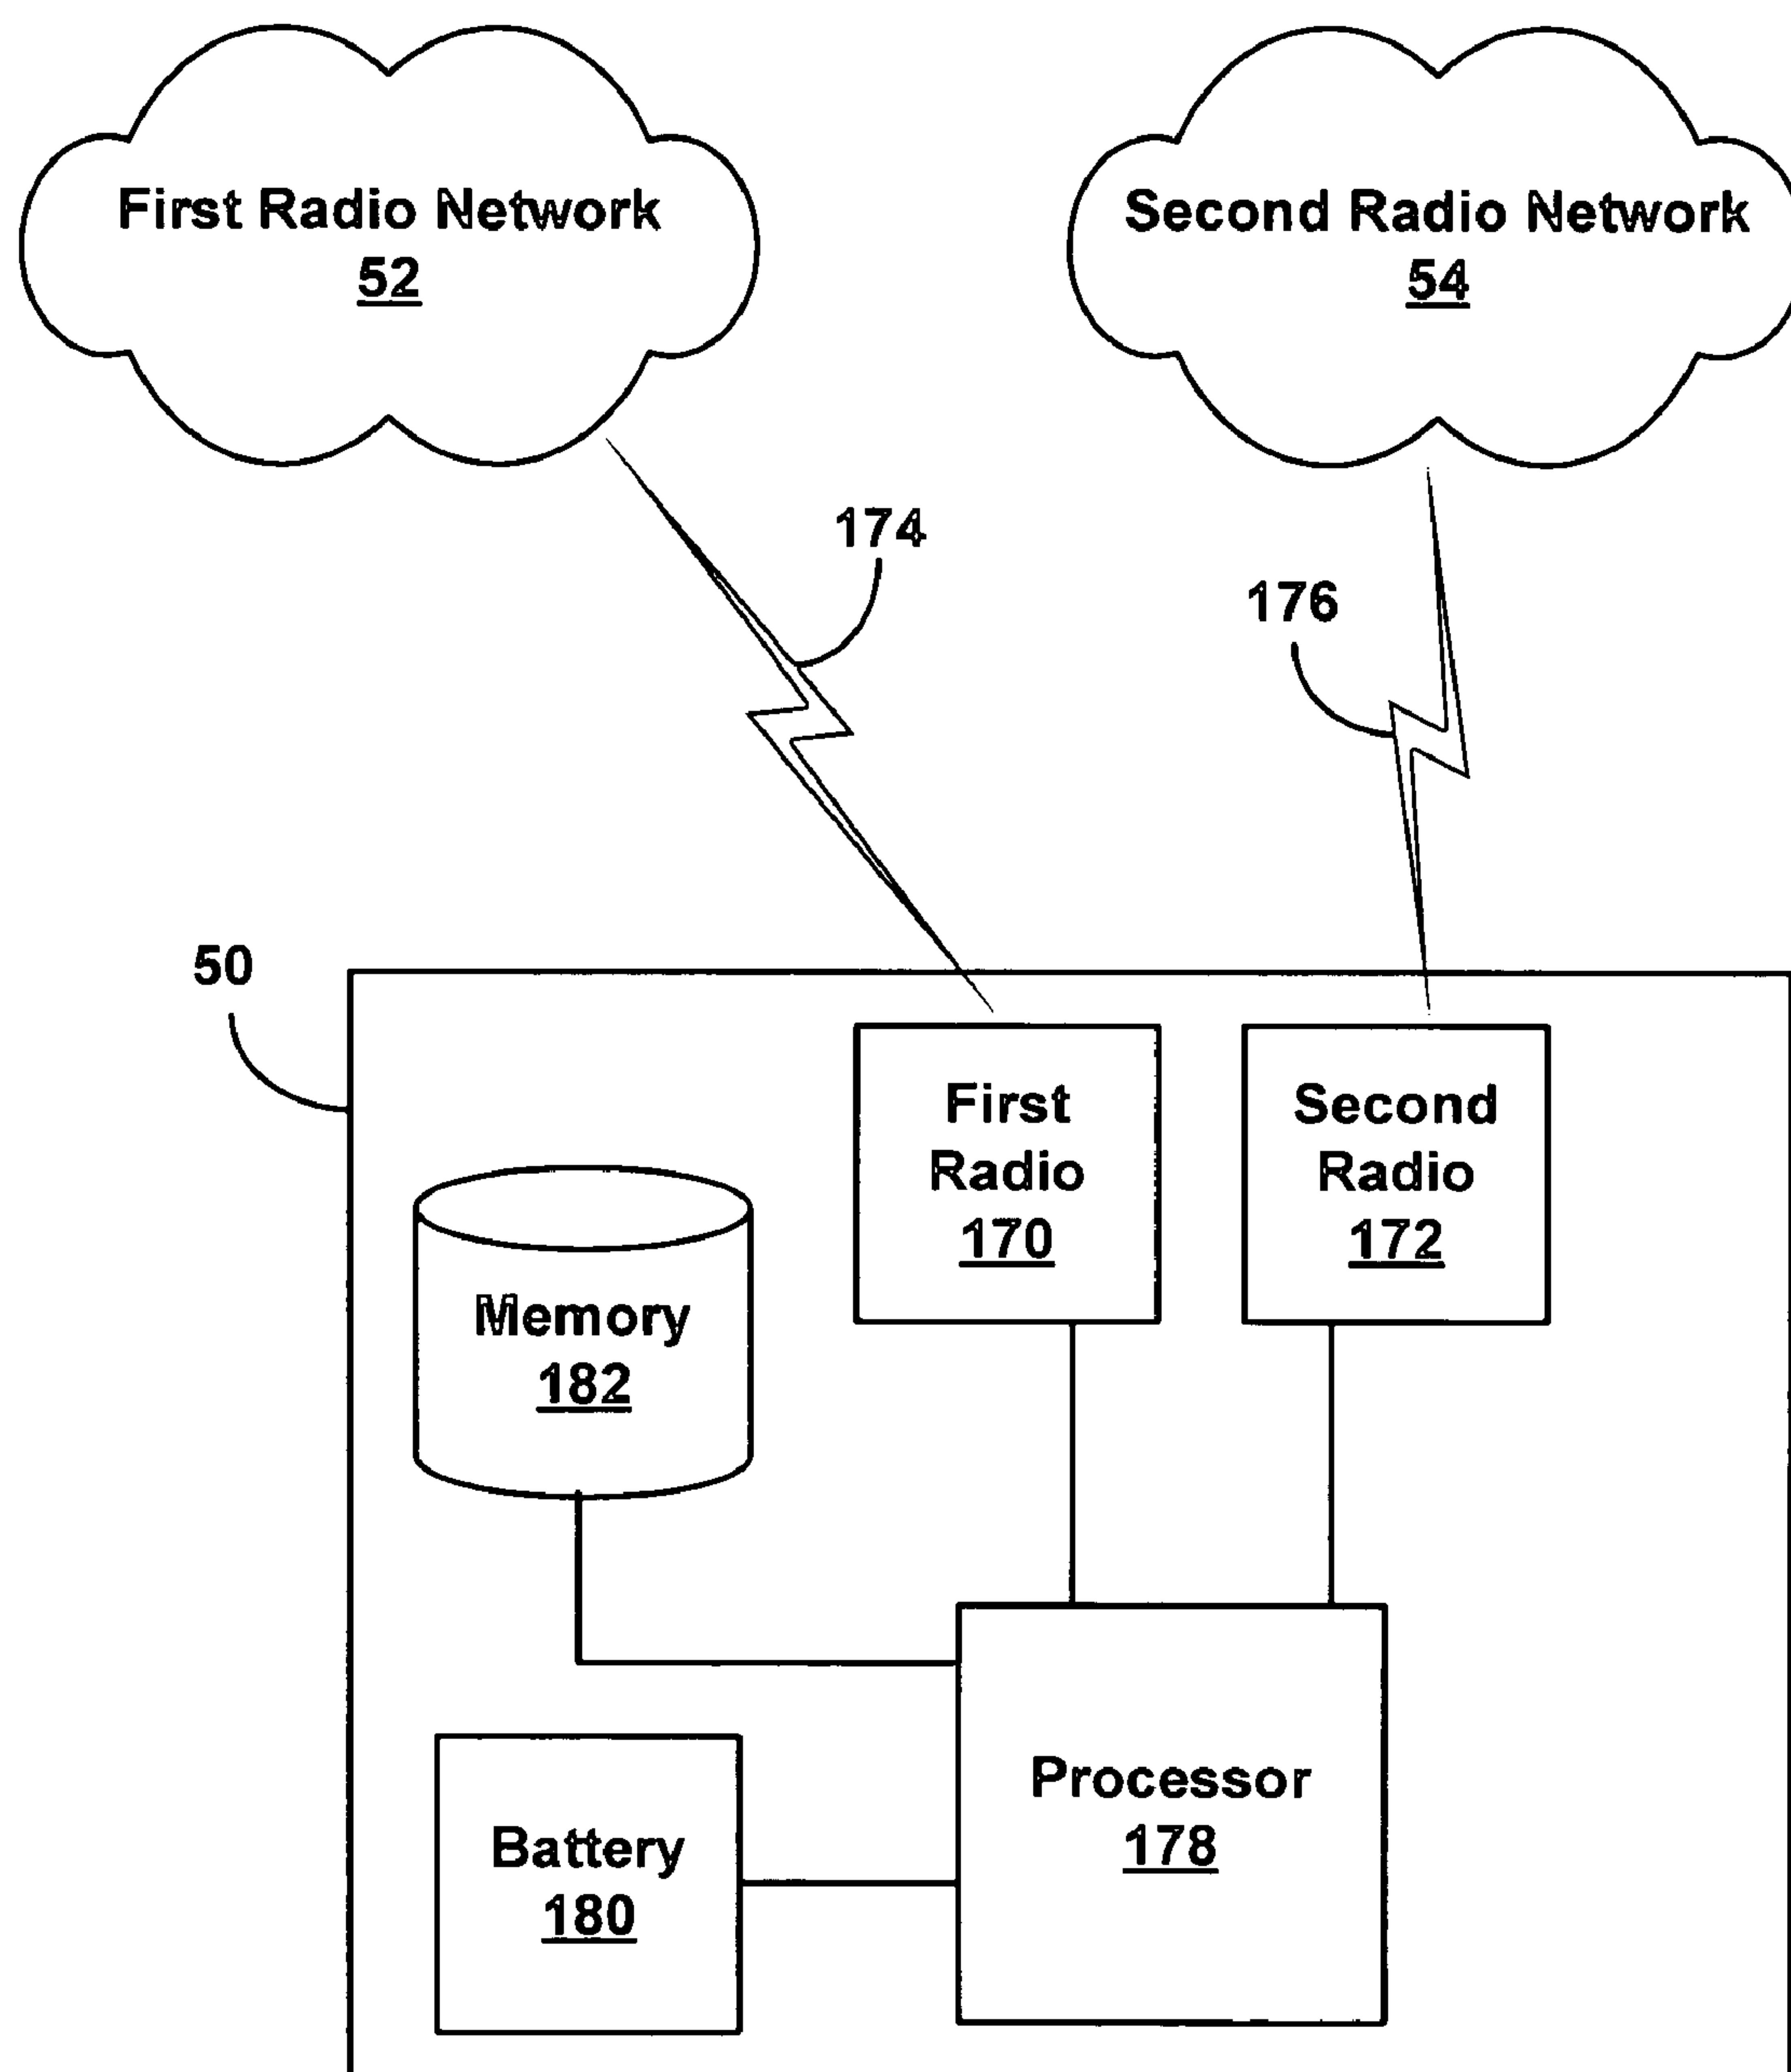 First Radio Network
52
Second Radio Network
54
174
176
50
First
Radio
170
Second
Radio
172
Memory
182
Processor
178
Battery
180